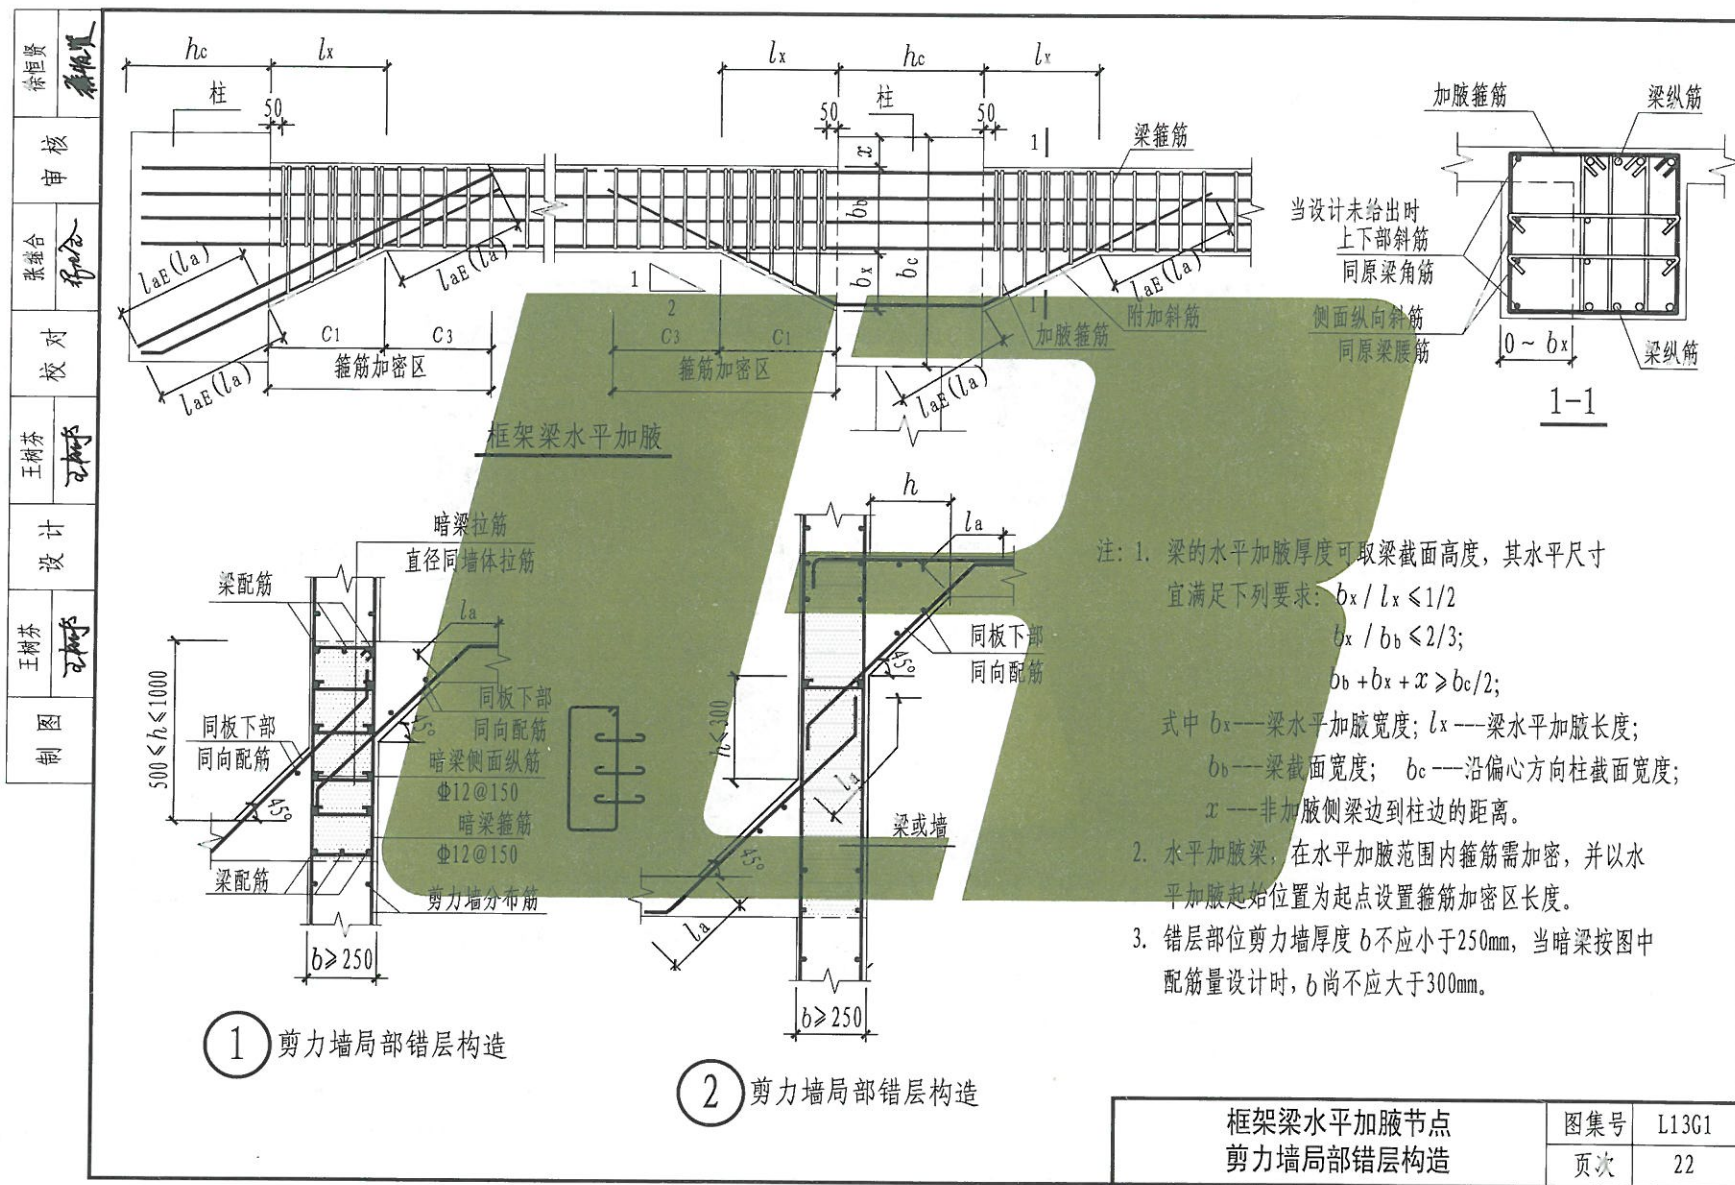 hc
lx
lx
hc
lx
柱
柱
50
50
50
x
1
梁箍筋
bb
bc
bx
laE(la)
laE(la)
laE(la)
laE(la)
laE(la)
1
2
1
C1
C3
C3
C1
箍筋加密区
箍筋加密区
加腋箍筋
附加斜筋
框架梁水平加腋
加腋箍筋
梁纵筋
当设计未给出时
上下部斜筋
同原梁角筋
侧面纵向斜筋
同原梁腰筋
0~bx
梁纵筋
1-1
暗梁拉筋
直径同墙体拉筋
梁配筋
la
500≤h≤1000
45°
同板下部
同向配筋
同板下部
同向配筋
暗梁侧面纵筋
Φ12@150
45°
暗梁箍筋
Φ12@150
梁配筋
剪力墙分布筋
b≥250
1
剪力墙局部错层构造
h
la
同板下部
同向配筋
45°
h≤300
la
梁或墙
45°
la
b≥250
2
剪力墙局部错层构造
注: 1. 梁的水平加腋厚度可取梁截面高度, 其水平尺寸
宜满足下列要求: bx / lx ≤1/2
bx / bb ≤2/3;
bb+bx+x≥bc/2;
式中 bx---梁水平加腋宽度; lx---梁水平加腋长度;
bb---梁截面宽度; bc---沿偏心方向柱截面宽度;
x---非加腋侧梁边到柱边的距离。
2. 水平加腋梁, 在水平加腋范围内箍筋需加密, 并以水
平加腋起始位置为起点设置箍筋加密区长度。
3. 错层部位剪力墙厚度b不应小于250mm, 当暗梁按图中
配筋量设计时, b尚不应大于300mm。
徐恒贤
审核
张继合
校对
王树芬
设计
王树芬
制图
框架梁水平加腋节点
剪力墙局部错层构造
图集号 L13G1
页次 22